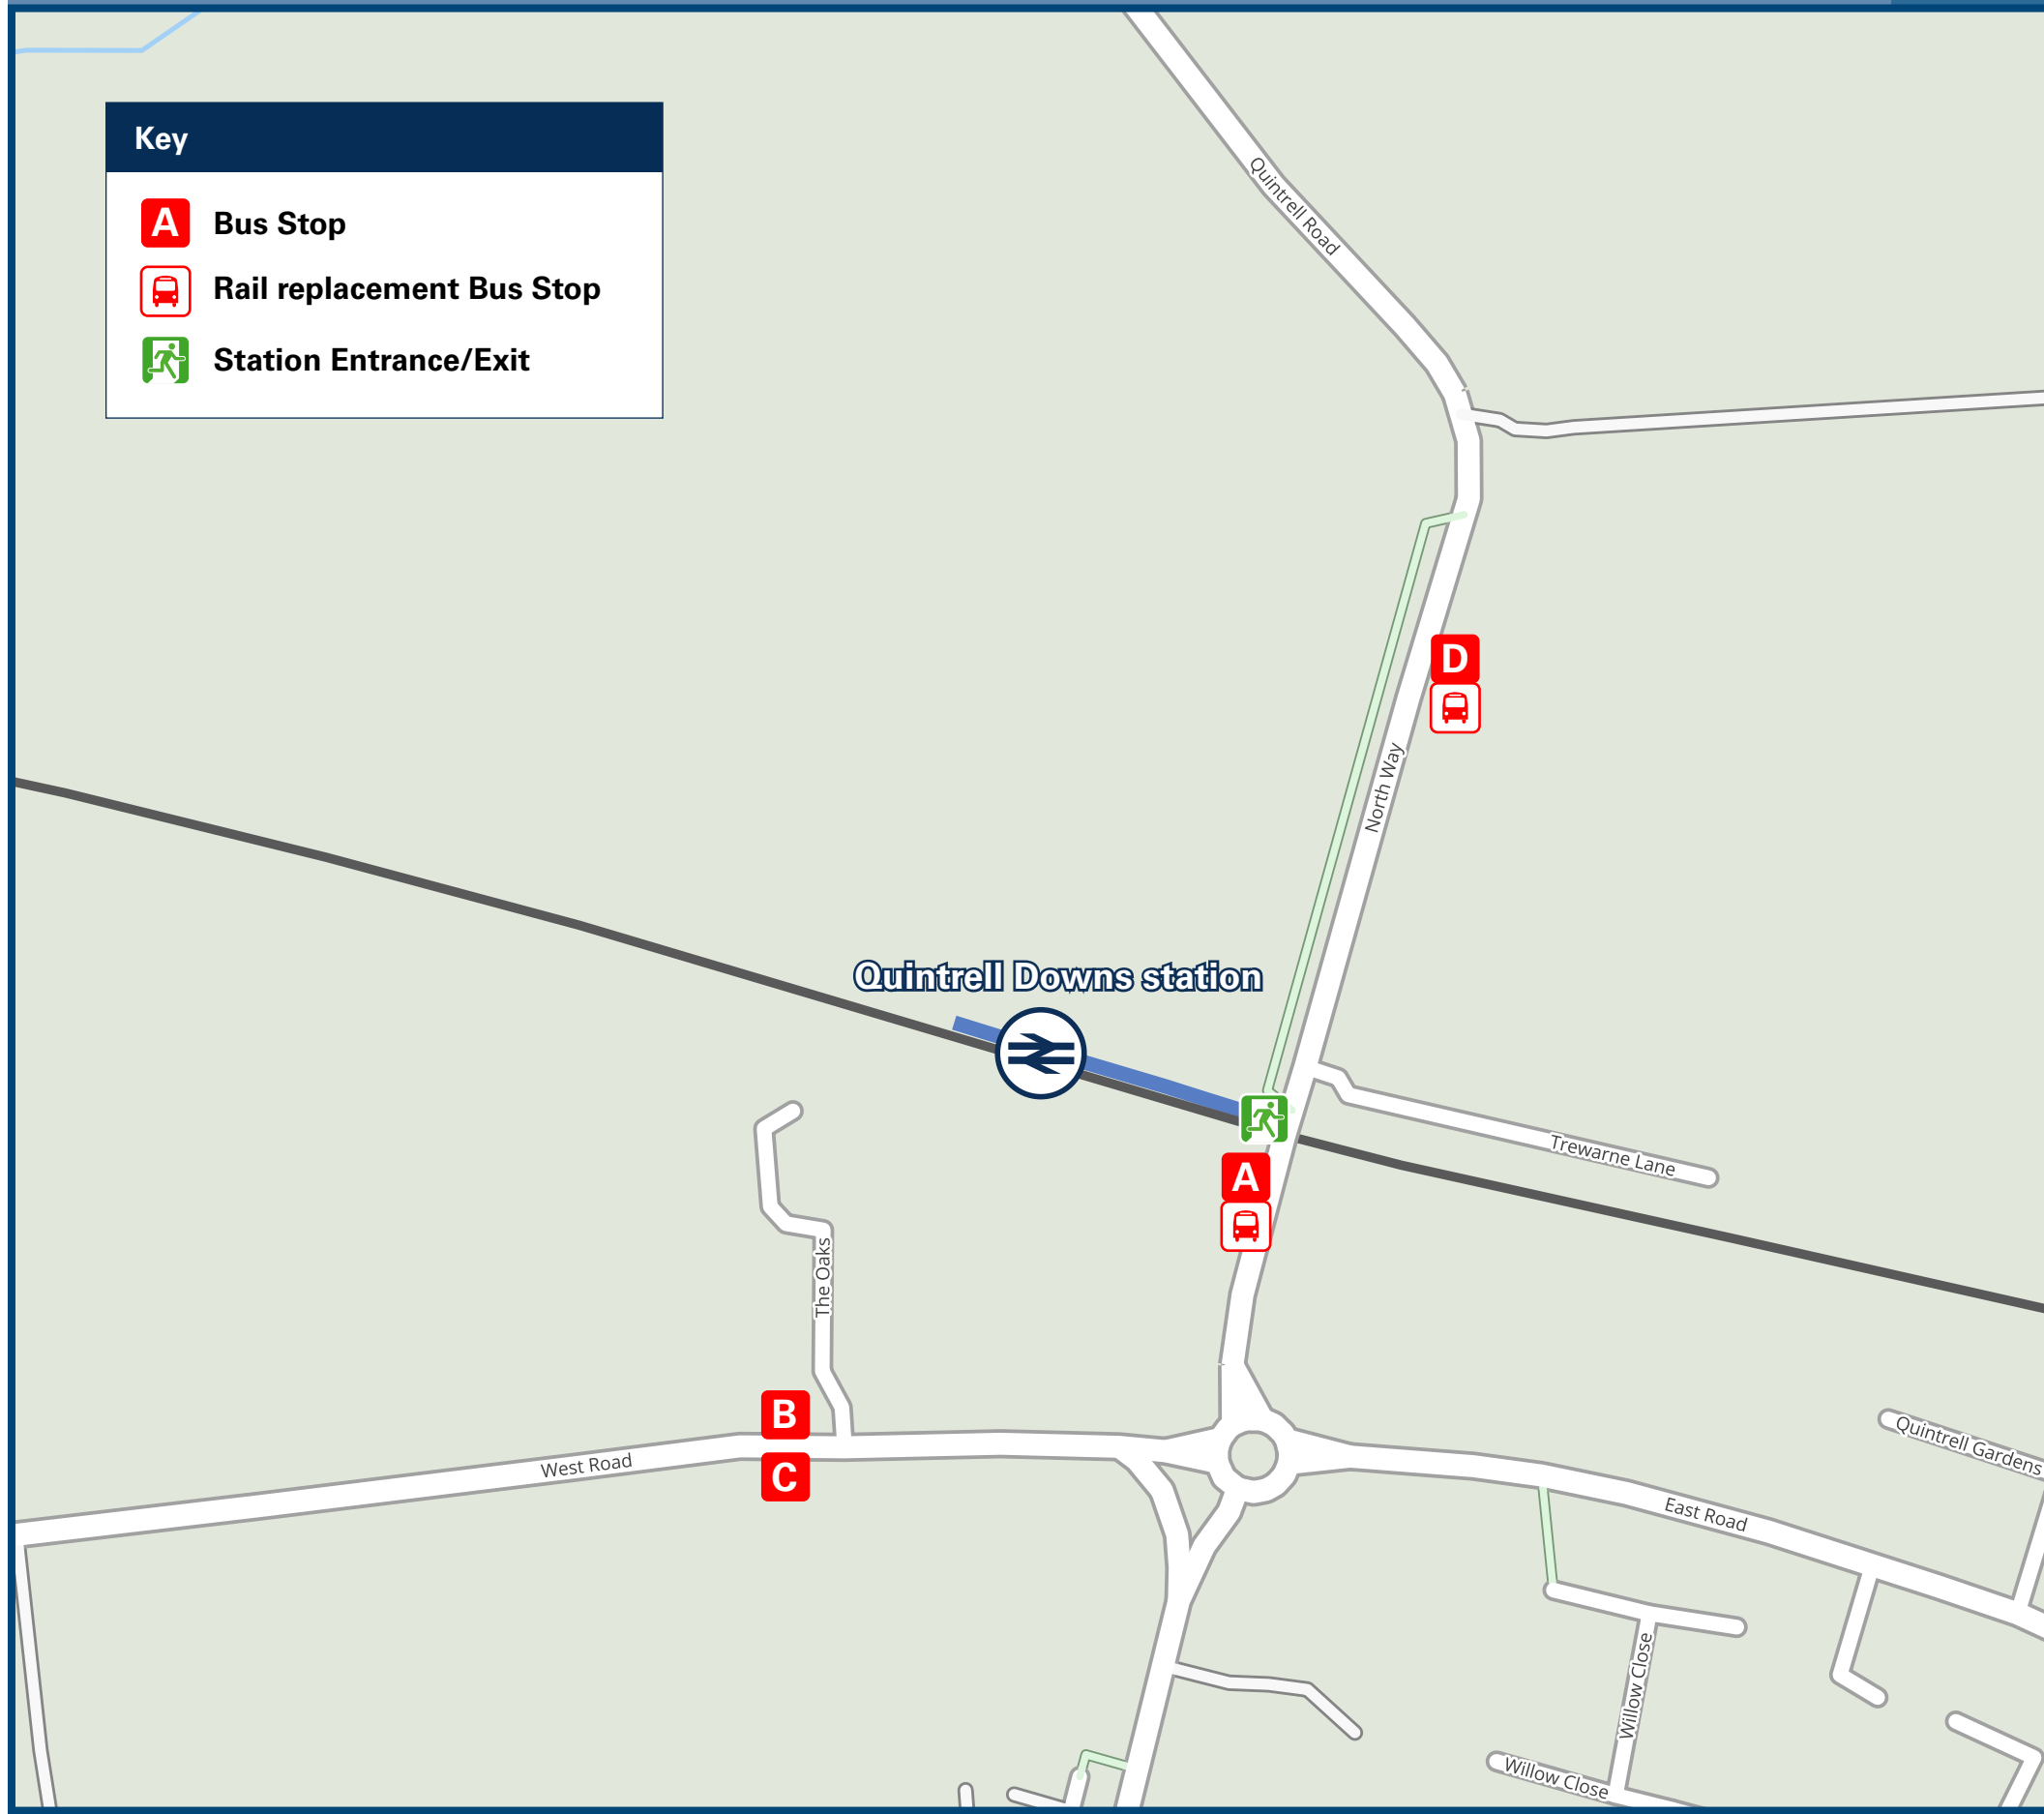 Key
A
Bus Stop
Rail replacement Bus Stop
Station Entrance/Exit
Quintrell Road
D
North Way
Quintrell Downs station
Trewarne Lane
A
The Oaks
B
C
West Road
Quintrell Gardens
East Road
Willow Close
Willow Close